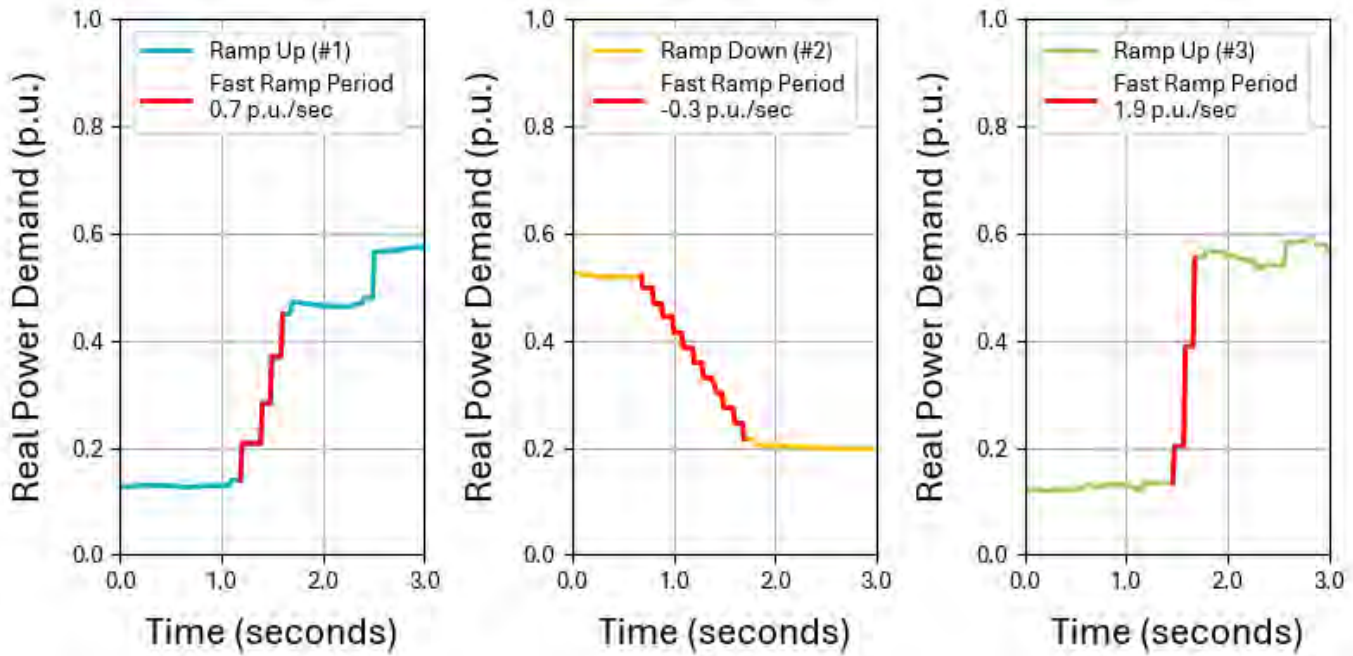 Real Power Demand (p.u.)
1.0
0.8
0.6
0.4
0.2
0.0
Ramp Up (#1)
Fast Ramp Period
0.7 p.u./sec
0.0 1.0 2.0 3.0
Time (seconds)
Real Power Demand (p.u.)
1.0
0.8
0.6
0.4
0.2
0.0
Ramp Down (#2)
Fast Ramp Period
-0.3 p.u./sec
0.0 1.0 2.0 3.0
Time (seconds)
Real Power Demand (p.u.)
1.0
0.8
0.6
0.4
0.2
0.0
Ramp Up (#3)
Fast Ramp Period
1.9 p.u./sec
0.0 1.0 2.0 3.0
Time (seconds)